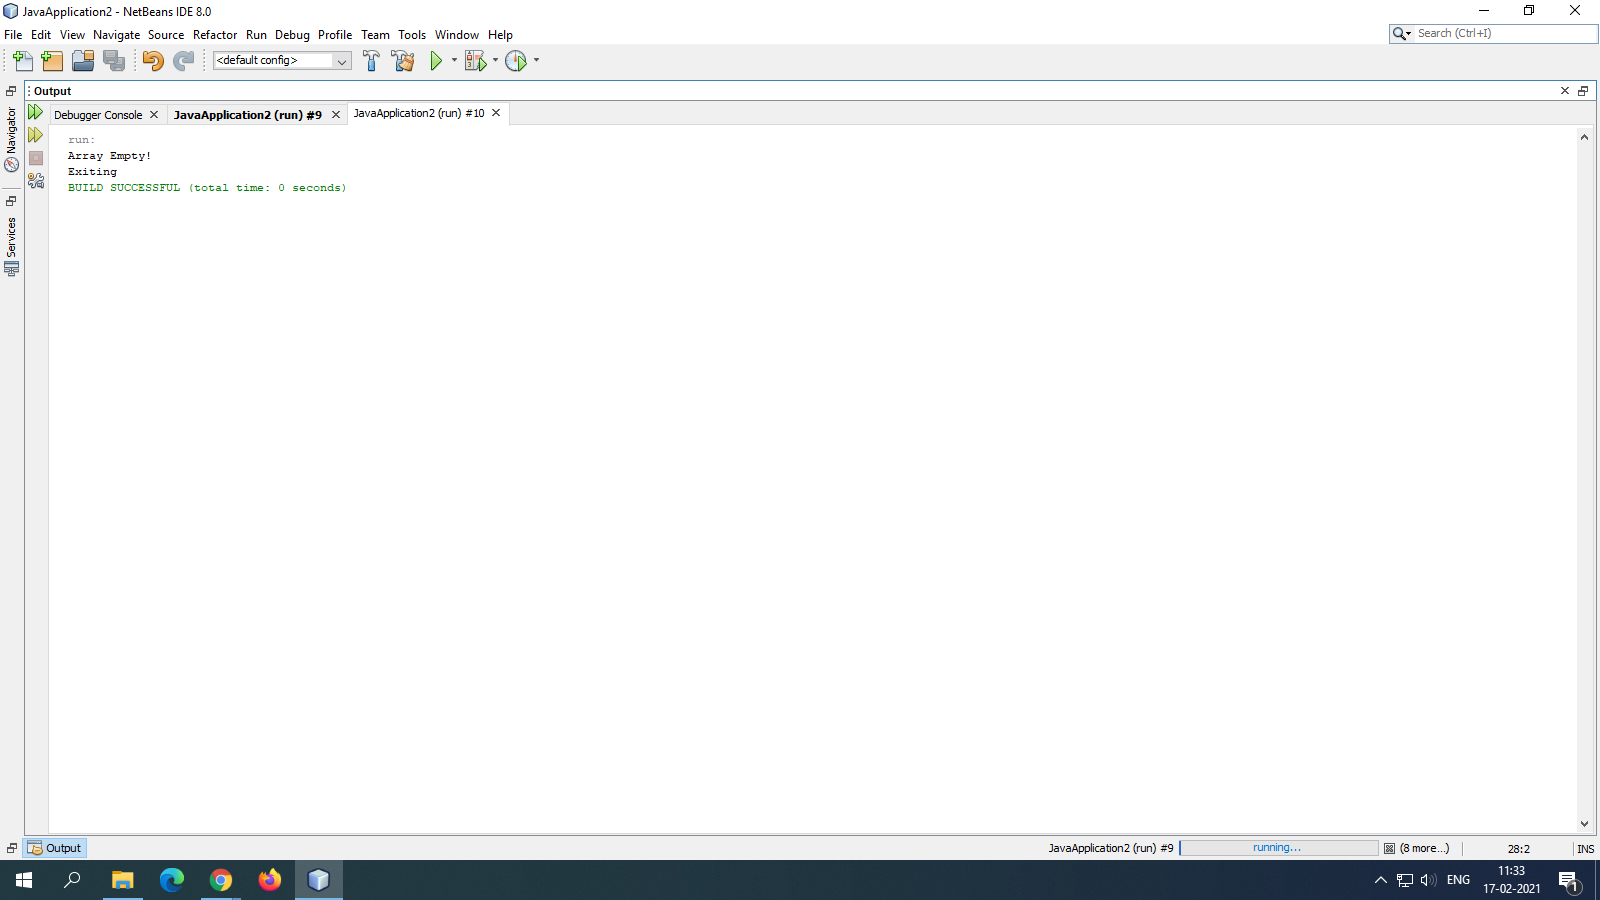 JavaApplication2 - NetBeans IDE 8.0
File Edit View Navigate Source Refactor Run Debug Profile Team Tools Window Help
Search (Ctrl+I)
<default config>
Output
Debugger Console
JavaApplication2 (run) #9
JavaApplication2 (run) #10
Navigator
Services
run:
Array Empty!
Exiting
BUILD SUCCESSFUL (total time: 0 seconds)
Output
JavaApplication2 (run) #9
running...
(8 more...)
28:2
INS
ENG
11:33
17-02-2021
1